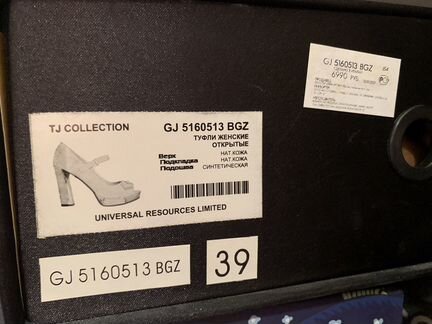 TJ COLLECTION
GJ 5160513 BGZ
ТУФЛИ ЖЕНСКИЕ
ОТКРЫТЫЕ
Верх НАТ.КОЖА
Подкладка НАТ.КОЖА
Подошва СИНТЕТИЧЕСКАЯ
UNIVERSAL RESOURCES LIMITED
GJ 5160513 BGZ
39
GJ 5160513 BGZ
6990 РУБ.